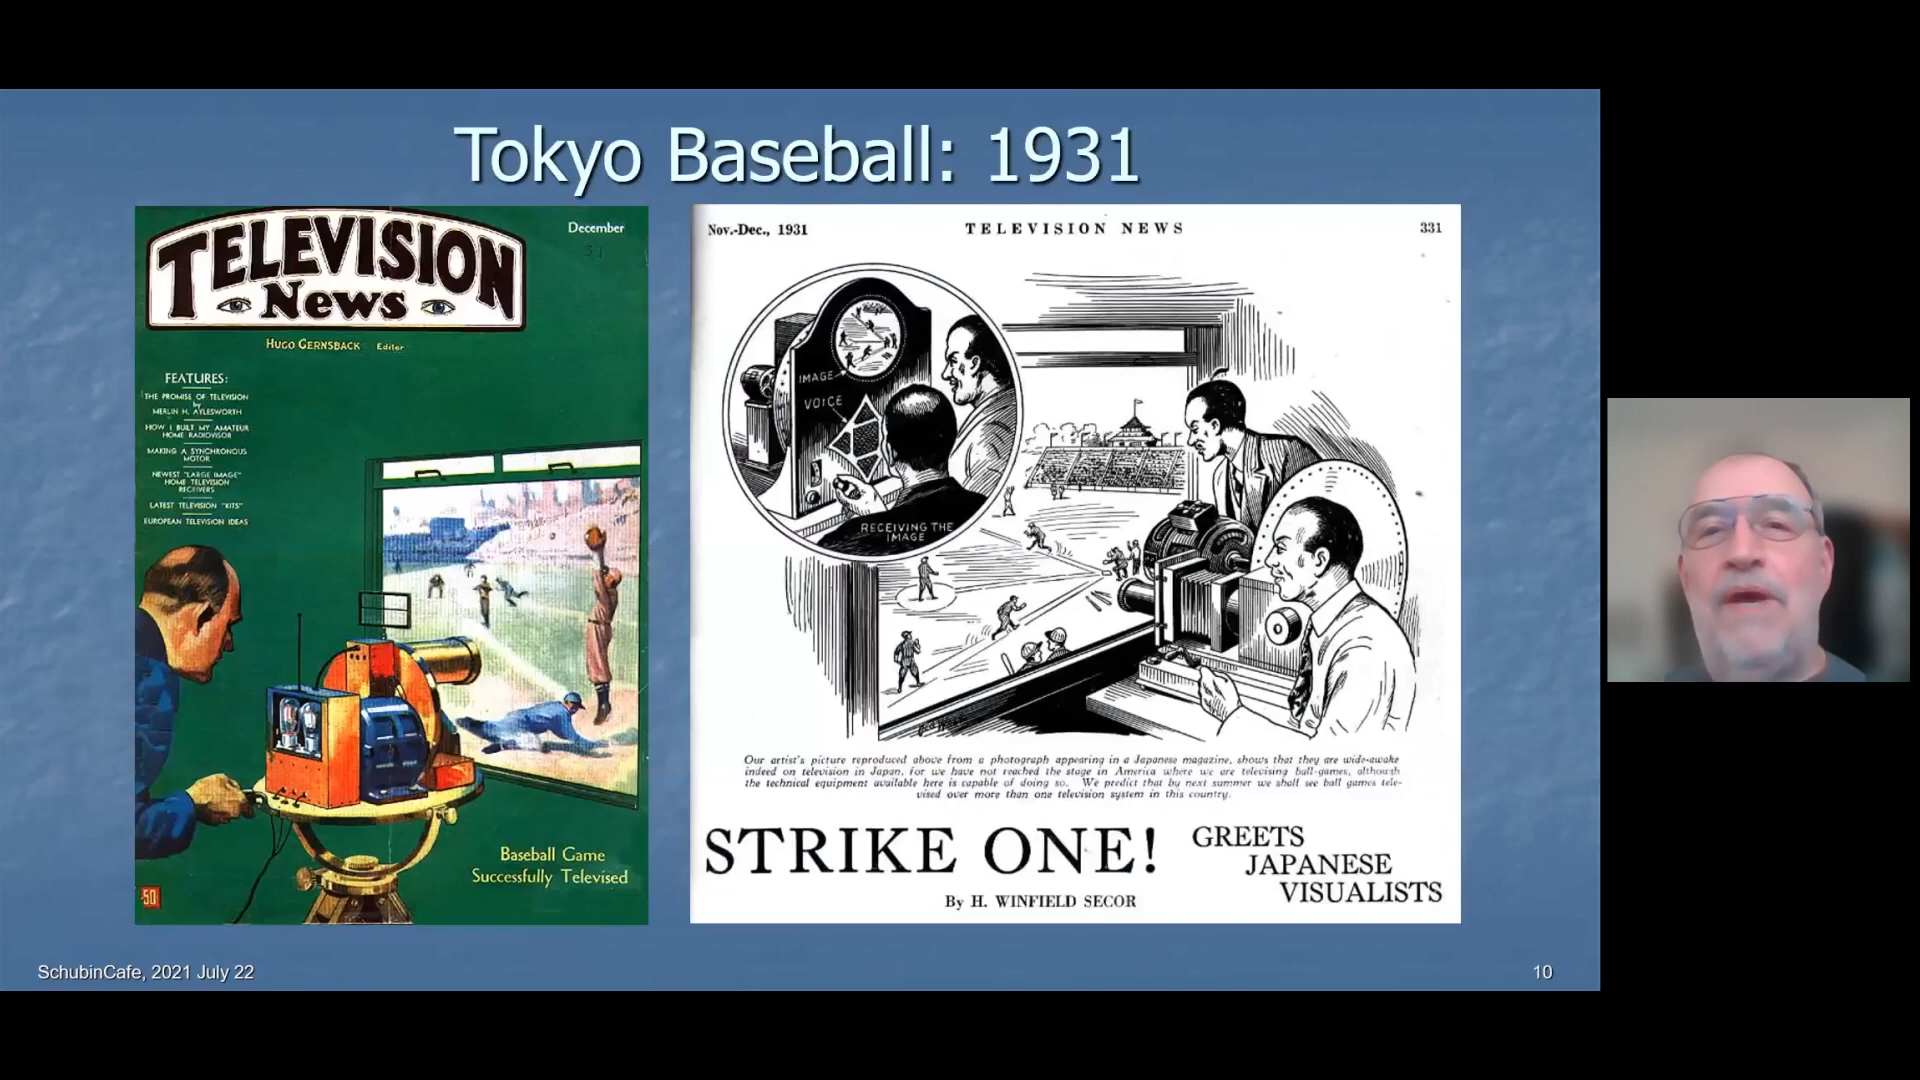 Tokyo Baseball: 1931
TELEVISION
News
December
31
HUGO GERNSBACK Editor
FEATURES:
THE PROMISE OF TELEVISION
by
MERLIN H. AYLESWORTH
HOW I BUILT MY AMATEUR
HOME RADIOVISOR
MAKING A SYNCHRONOUS
MOTOR
NEWEST "LARGE IMAGE"
HOME TELEVISION
RECEIVERS
LATEST TELEVISION "KITS"
EUROPEAN TELEVISION IDEAS
Baseball Game
Successfully Televised
50
Nov.-Dec., 1931 TELEVISION NEWS 331
IMAGE
VOICE
RECEIVING THE
IMAGE
Our artist's picture reproduced above from a photograph appearing in a Japanese magazine, shows that they are wide-awake
indeed on television in Japan, for we have not reached the stage in America where we are televising ball-games, although
the technical equipment available here is capable of doing so. We predict that by next summer we shall see ball games tele-
vised over more than one television system in this country.
STRIKE ONE!
GREETS
JAPANESE
VISUALISTS
By H. WINFIELD SECOR
SchubinCafe, 2021 July 22
10